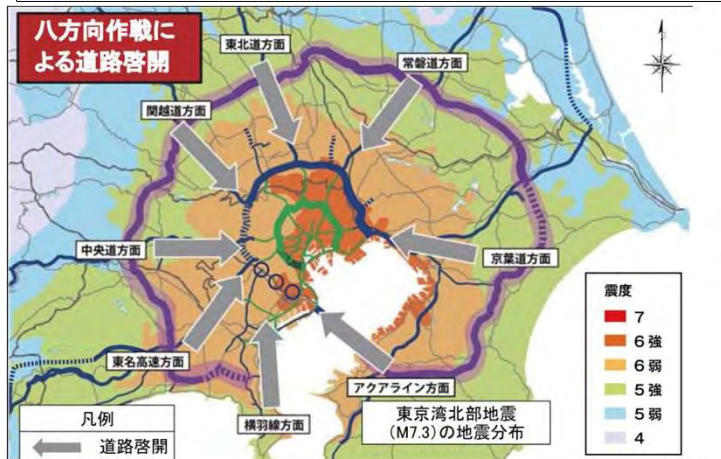 八方向作戦に
よる道路啓開
東北道方面
常磐道方面
関越道方面
中央道方面
京葉道方面
東名高速方面
アクアライン方面
横羽線方面
東京湾北部地震
(M7.3)の地震分布
凡例
道路啓開
震度
7
6強
6弱
5強
5弱
4